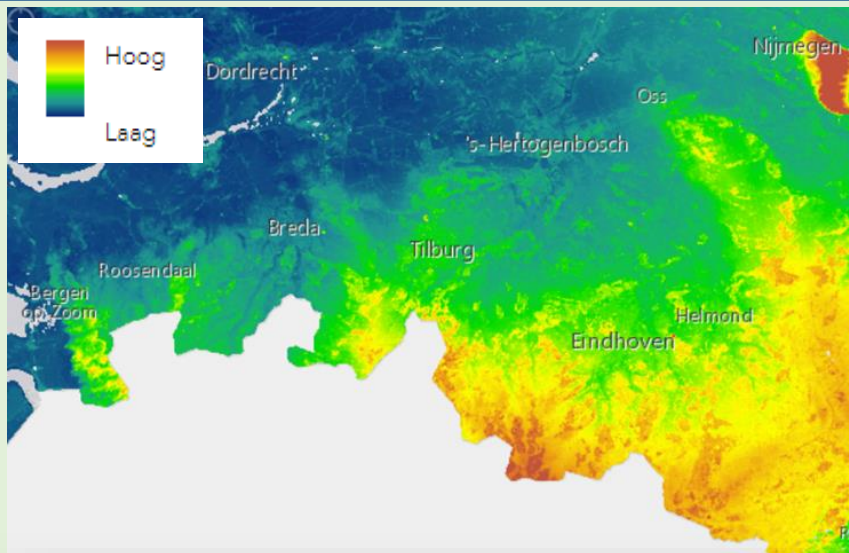 Hoog
Laag
Dordrecht
Nijmegen
Oss
's-Hertogenbosch
Breda
Tilburg
Roosendaal
Bergen
op Zoom
Helmond
Eindhoven